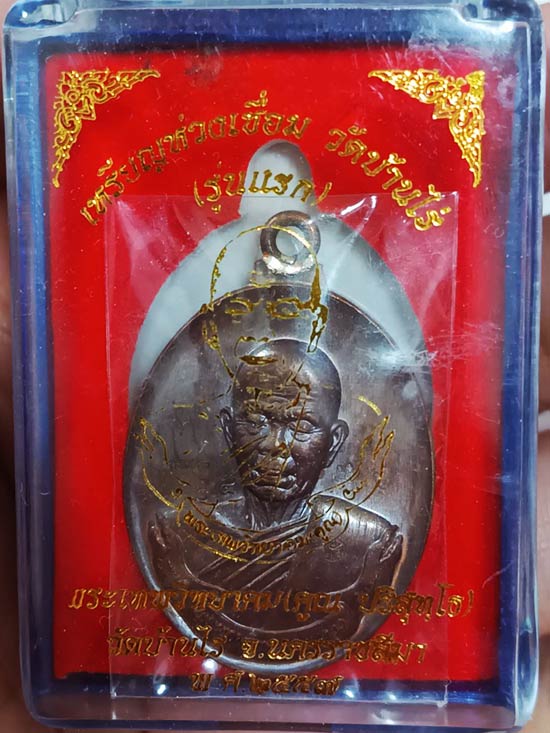 เหรียญห่วงเชื่อม วัดบ้านไร่
(รุ่นแรก)
พระเทพวิทยาคม(คูณ ปริสุทฺโธ)
วัดบ้านไร่ จ.นครราชสีมา
พ.ศ.๒๕๕๗